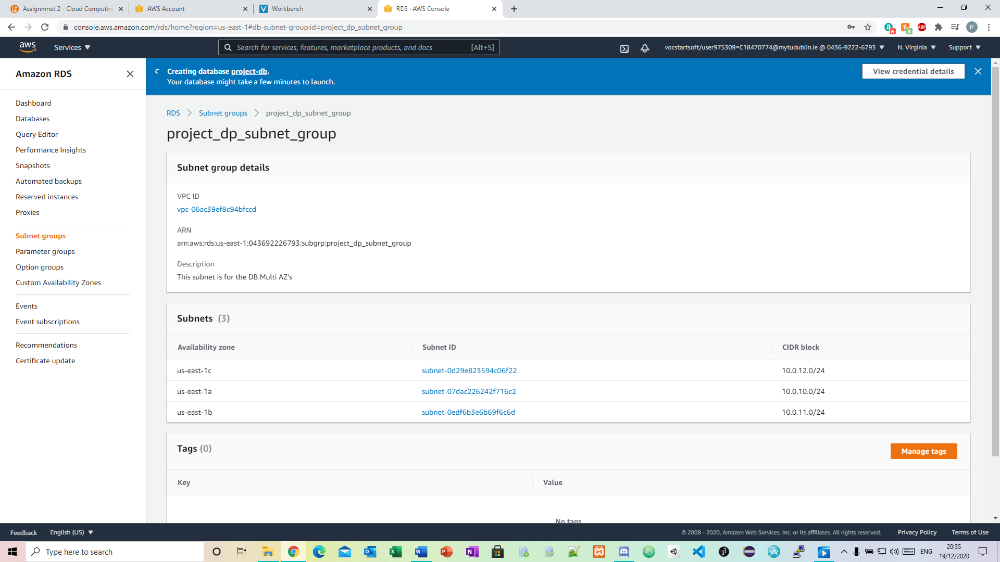 Assignmnet 2 - Cloud Computing
AWS Account
Workbench
RDS · AWS Console
console.aws.amazon.com/rds/home?region=us-east-1#db-subnet-group:id=project_dp_subnet_group
6
8
ABP
P
aws
Services
Search for services, features, marketplace products, and docs
[Alt+S]
vocstartsoft/user975309=C18470774@mytudublin.ie @ 0436-9222-6793
N. Virginia
Support
Amazon RDS
Dashboard
Databases
Query Editor
Performance Insights
Snapshots
Automated backups
Reserved instances
Proxies
Subnet groups
Parameter groups
Option groups
Custom Availability Zones
Events
Event subscriptions
Recommendations
Certificate update
Creating database project-db.
Your database might take a few minutes to launch.
View credential details
RDS
Subnet groups
project_dp_subnet_group
project_dp_subnet_group
Subnet group details
VPC ID
vpc-06ac39ef8c94bfccd
ARN
arn:aws:rds:us-east-1:043692226793:subgrp:project_dp_subnet_group
Description
This subnet is for the DB Multi AZ's
Subnets (3)
Availability zone
Subnet ID
CIDR block
us-east-1c
subnet-0d29e823594c06f22
10.0.12.0/24
us-east-1a
subnet-07dac226242f716c2
10.0.10.0/24
us-east-1b
subnet-0edf6b3e6b69f6c6d
10.0.11.0/24
Tags (0)
Manage tags
Key
Value
No tags
Feedback
English (US)
© 2008 - 2020, Amazon Web Services, Inc. or its affiliates. All rights reserved.
Privacy Policy
Terms of Use
Type here to search
ENG
20:35
19/12/2020